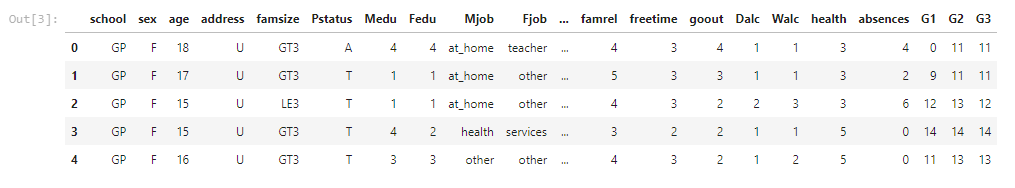 Out[3]: school sex age address famsize Pstatus Medu Fedu Mjob Fjob ... famrel freetime goout Dalc Walc health absences G1 G2 G3
0 GP F 18 U GT3 A 4 4 at_home teacher ... 4 3 4 1 1 3 4 0 11 11
1 GP F 17 U GT3 T 1 1 at_home other ... 5 3 3 1 1 3 2 9 11 11
2 GP F 15 U LE3 T 1 1 at_home other ... 4 3 2 2 3 3 6 12 13 12
3 GP F 15 U GT3 T 4 2 health services ... 3 2 2 1 1 5 0 14 14 14
4 GP F 16 U GT3 T 3 3 other other ... 4 3 2 1 2 5 0 11 13 13